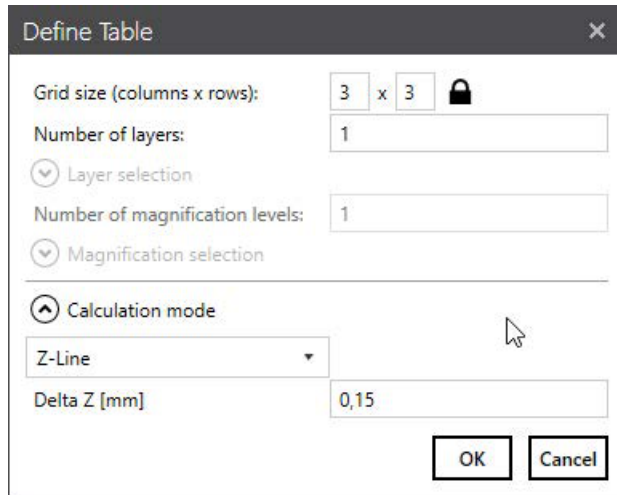 Define Table
Grid size (columns x rows): 3 x 3
Number of layers: 1
Layer selection
Number of magnification levels: 1
Magnification selection
Calculation mode
Z-Line
Delta Z [mm] 0,15
OK Cancel